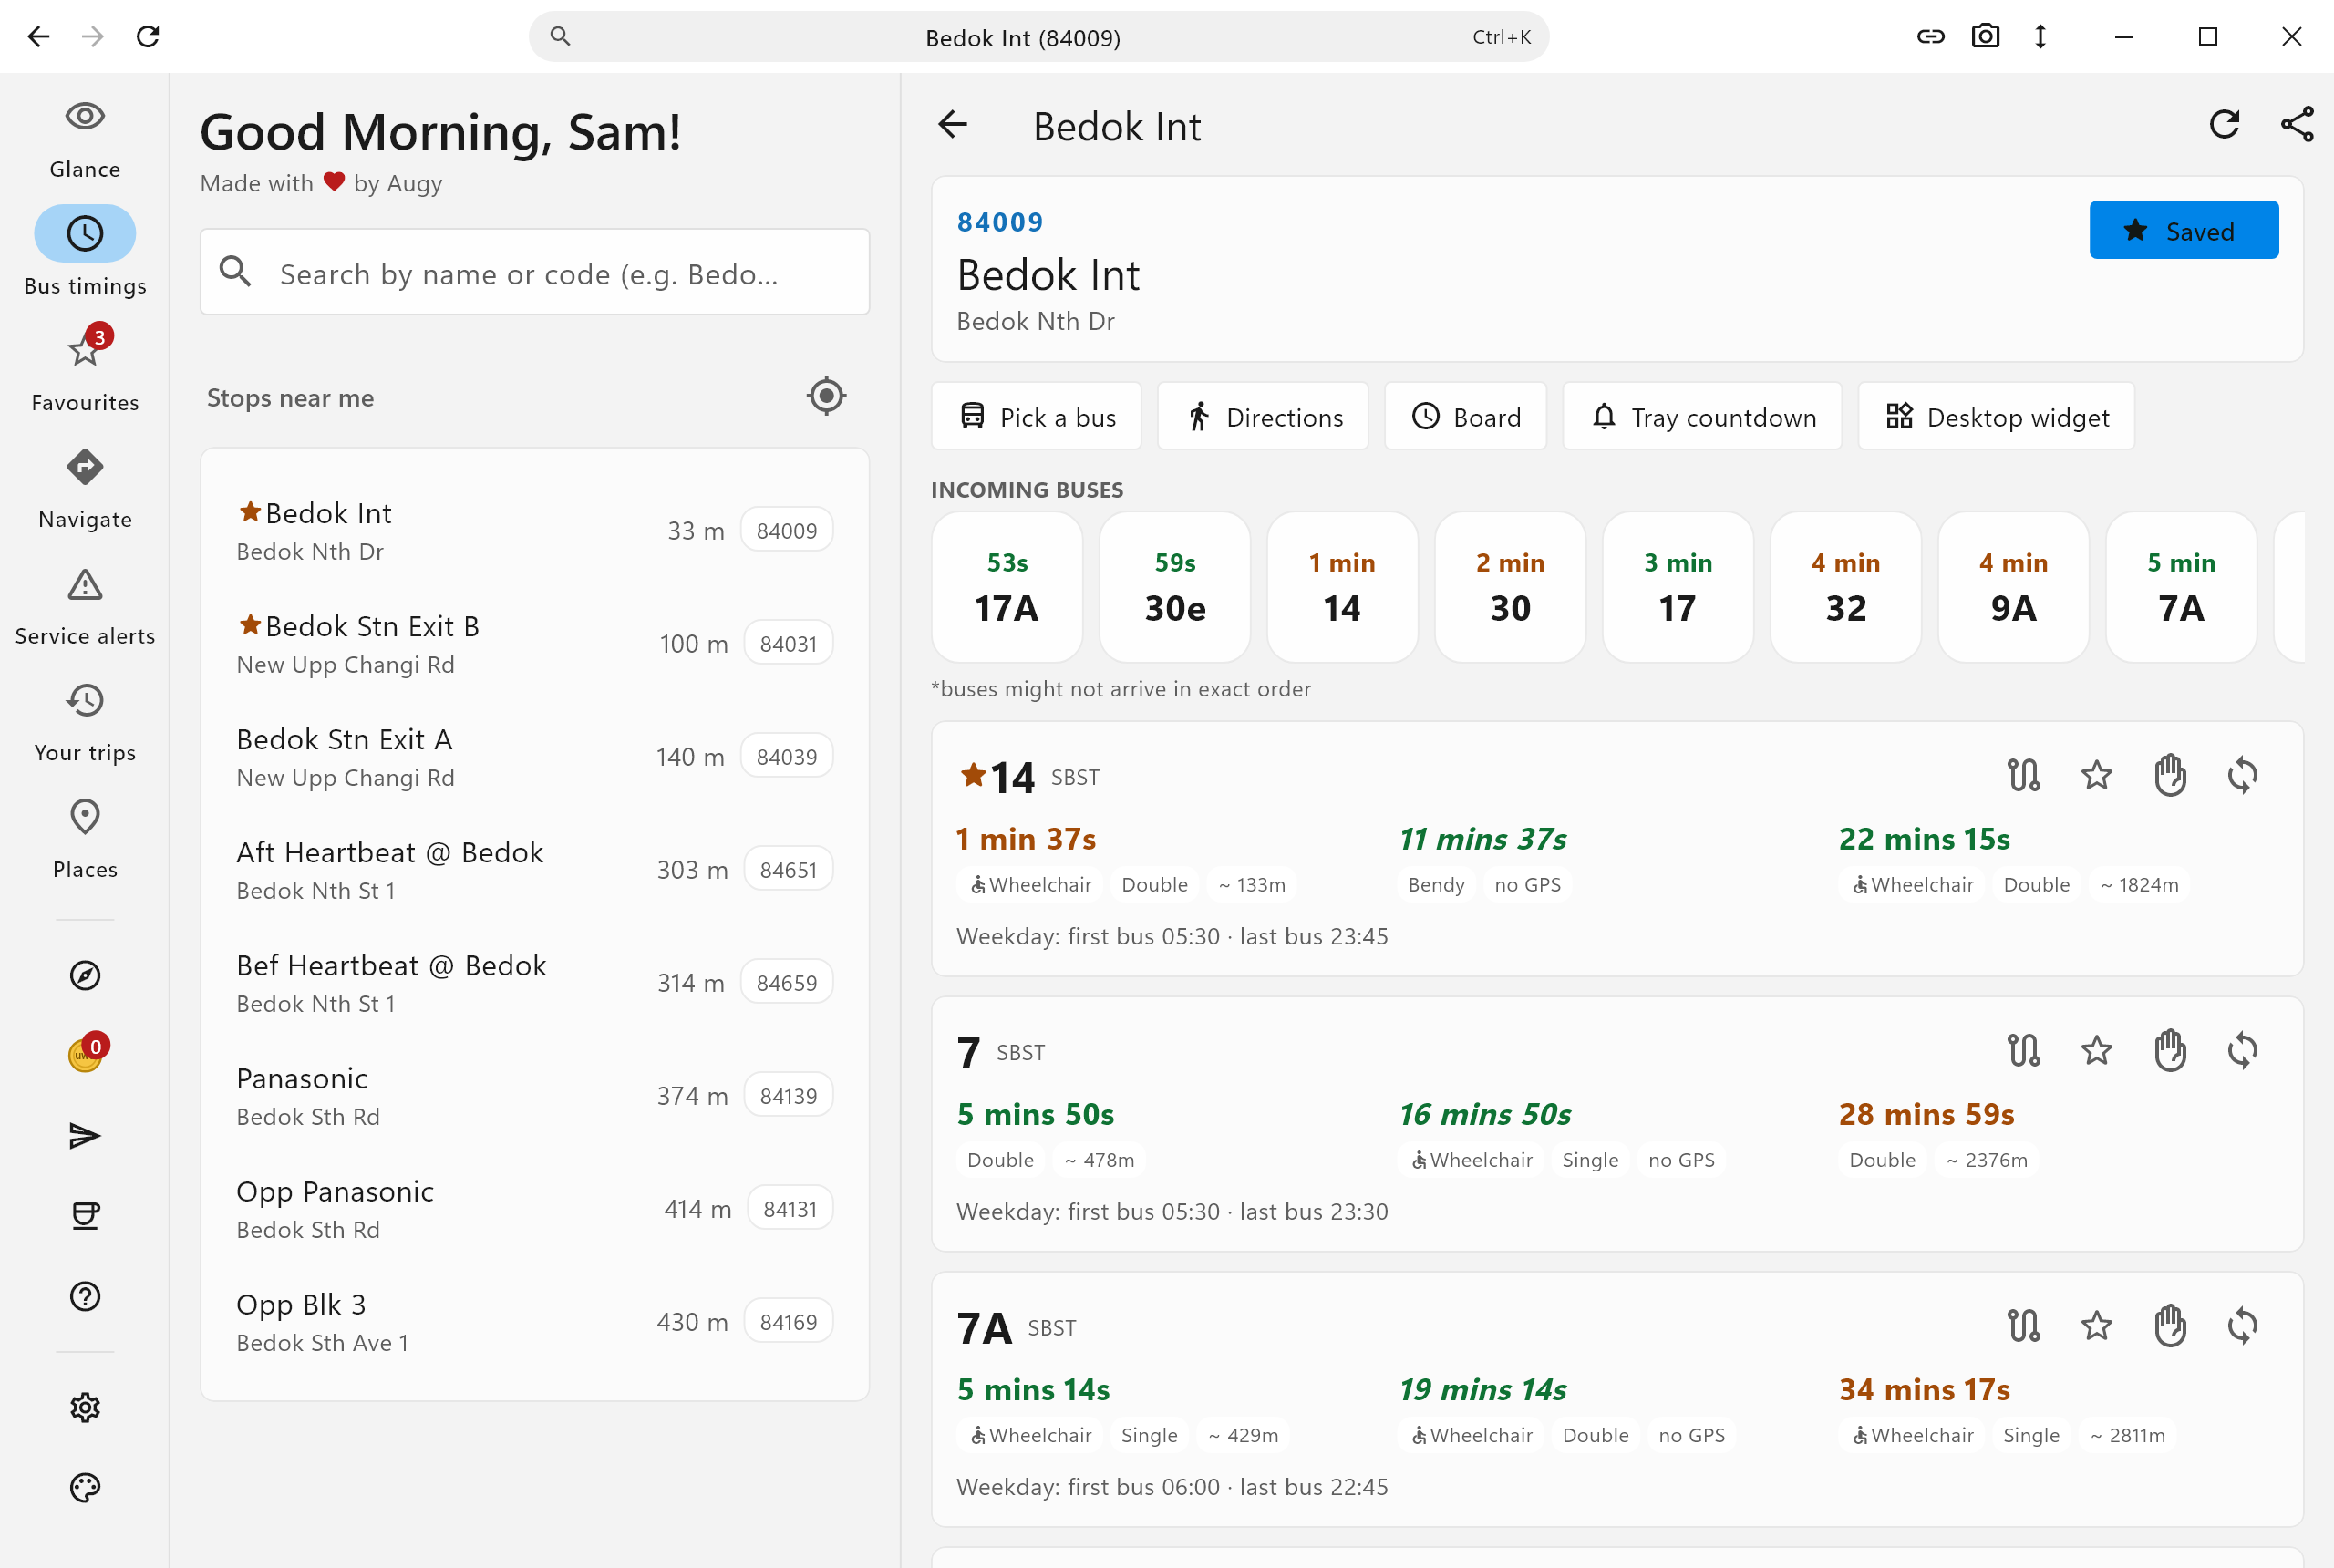 Bedok Int (84009)
Ctrl+K
Glance
Bus timings
3
Favourites
Navigate
Service alerts
Your trips
Places
0
Good Morning, Sam!
Made with ❤ by Augy
Search by name or code (e.g. Bedo...
Stops near me
Bedok Int
Bedok Nth Dr
33 m
84009
Bedok Stn Exit B
New Upp Changi Rd
100 m
84031
Bedok Stn Exit A
New Upp Changi Rd
140 m
84039
Aft Heartbeat @ Bedok
Bedok Nth St 1
303 m
84651
Bef Heartbeat @ Bedok
Bedok Nth St 1
314 m
84659
Panasonic
Bedok Sth Rd
374 m
84139
Opp Panasonic
Bedok Sth Rd
414 m
84131
Opp Blk 3
Bedok Sth Ave 1
430 m
84169
Bedok Int
84009
Bedok Int
Bedok Nth Dr
Saved
Pick a bus
Directions
Board
Tray countdown
Desktop widget
INCOMING BUSES
53s
17A
59s
30e
1 min
14
2 min
30
3 min
17
4 min
32
4 min
9A
5 min
7A
*buses might not arrive in exact order
14 SBST
1 min 37s
Wheelchair Double ~ 133m
11 mins 37s
Bendy no GPS
22 mins 15s
Wheelchair Double ~ 1824m
Weekday: first bus 05:30 · last bus 23:45
7 SBST
5 mins 50s
Double ~ 478m
16 mins 50s
Wheelchair Single no GPS
28 mins 59s
Double ~ 2376m
Weekday: first bus 05:30 · last bus 23:30
7A SBST
5 mins 14s
Wheelchair Single ~ 429m
19 mins 14s
Wheelchair Double no GPS
34 mins 17s
Wheelchair Single ~ 2811m
Weekday: first bus 06:00 · last bus 22:45